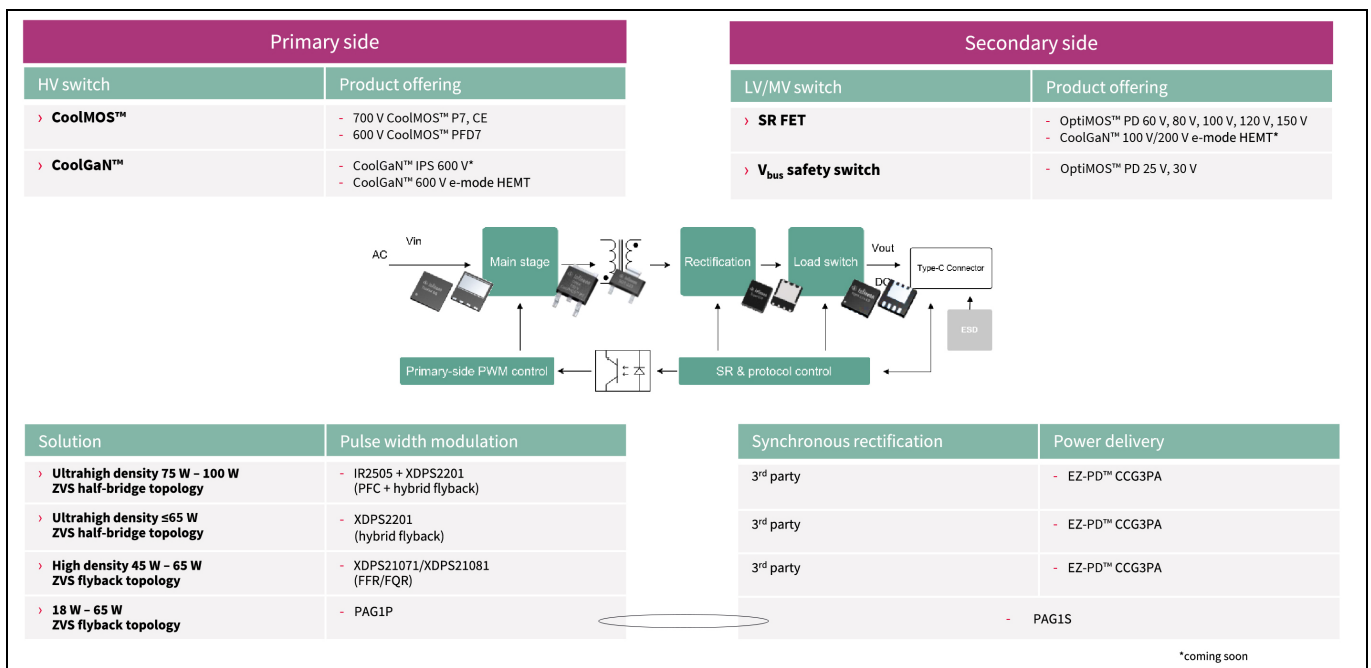 Primary side
HV switch
Product offering
› CoolMOS™
- 700 V CoolMOS™ P7, CE
- 600 V CoolMOS™ PFD7
› CoolGaN™
- CoolGaN™ IPS 600 V*
- CoolGaN™ 600 V e-mode HEMT
Secondary side
LV/MV switch
Product offering
› SR FET
- OptiMOS™ PD 60 V, 80 V, 100 V, 120 V, 150 V
- CoolGaN™ 100 V/200 V e-mode HEMT*
› Vbus safety switch
- OptiMOS™ PD 25 V, 30 V
AC
Vin
Main stage
Rectification
Load switch
Vout
DC
Type-C Connector
ESD
Primary-side PWM control
SR & protocol control
Solution
Pulse width modulation
› Ultrahigh density 75 W – 100 W
ZVS half-bridge topology
- IR2505 + XDPS2201
(PFC + hybrid flyback)
› Ultrahigh density ≤65 W
ZVS half-bridge topology
- XDPS2201
(hybrid flyback)
› High density 45 W – 65 W
ZVS flyback topology
- XDPS21071/XDPS21081
(FFR/FQR)
› 18 W – 65 W
ZVS flyback topology
- PAG1P
Synchronous rectification
Power delivery
3rd party
- EZ-PD™ CCG3PA
3rd party
- EZ-PD™ CCG3PA
3rd party
- EZ-PD™ CCG3PA
- PAG1S
*coming soon